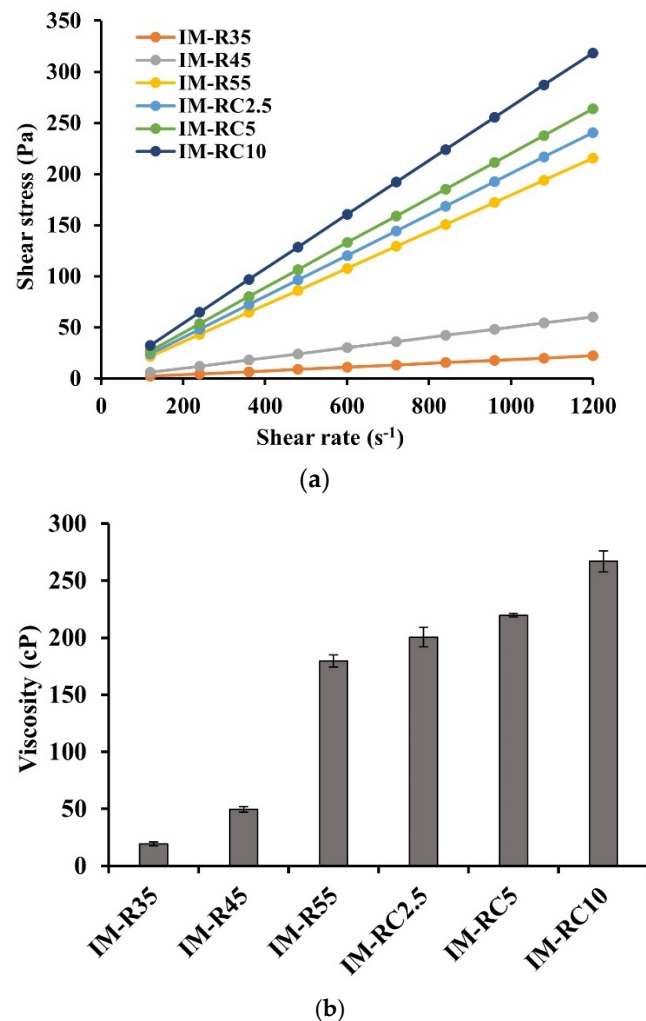 350
300
250
200
150
100
50
0
Shear stress (Pa)
IM-R35
IM-R45
IM-R55
IM-RC2.5
IM-RC5
IM-RC10
0 200 400 600 800 1000 1200
Shear rate (s⁻¹)
(a)
300
250
200
150
100
50
0
Viscosity (cP)
IM-R35 IM-R45 IM-R55 IM-RC2.5 IM-RC5 IM-RC10
(b)